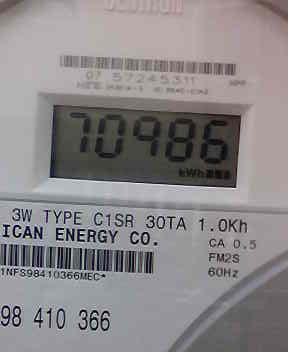 CENTRON
07 57245311
70986
kWh
3W TYPE C1SR 30TA 1.0Kh
ICAN ENERGY CO.
CA 0.5
FM2S
60Hz
1NFS98410366MEC*
98 410 366